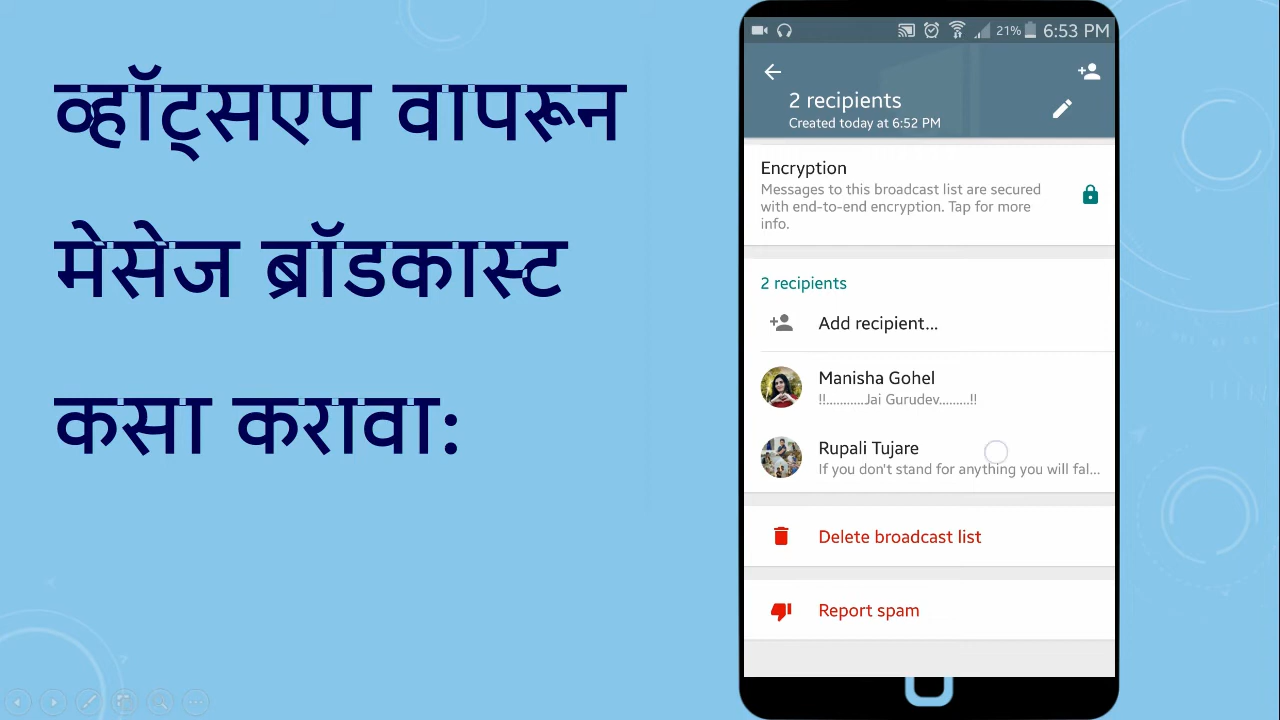 व्हॉट्सएप वापरून
मेसेज ब्रॉडकास्ट
कसा करावा:
21% 6:53 PM
2 recipients
Created today at 6:52 PM
Encryption
Messages to this broadcast list are secured
with end-to-end encryption. Tap for more
info.
2 recipients
Add recipient...
Manisha Gohel
!!............Jai Gurudev.........!!
Rupali Tujare
If you don't stand for anything you will fal...
Delete broadcast list
Report spam